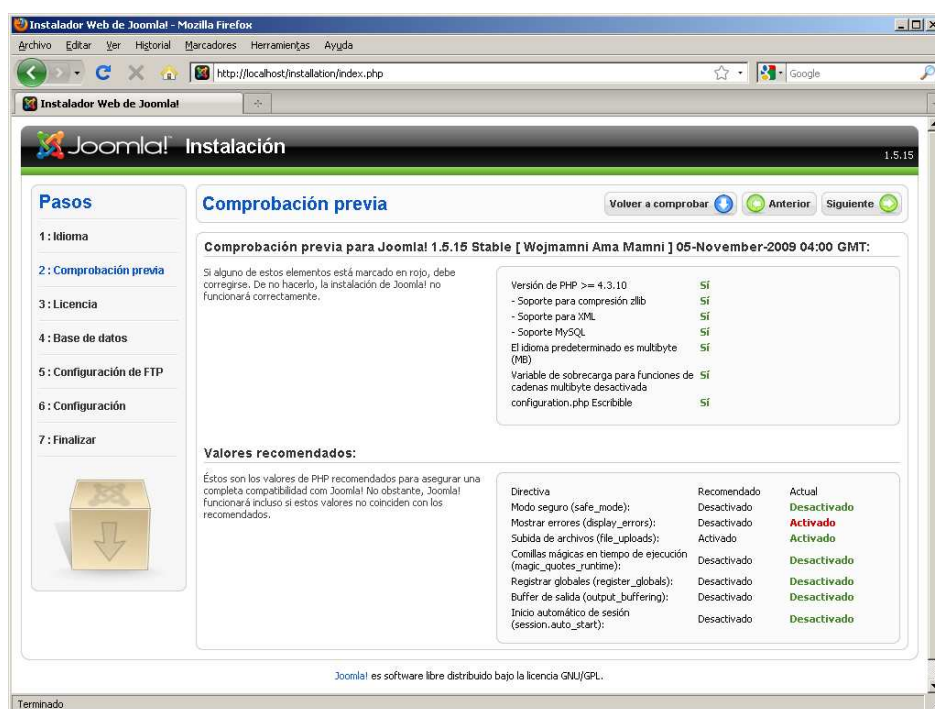 Instalador Web de Joomla! - Mozilla Firefox
Archivo Editar Ver Historial Marcadores Herramientas Ayuda
http://localhost/installation/index.php
Google
Instalador Web de Joomla!
Joomla! Instalación
1.5.15
Pasos
1 : Idioma
2 : Comprobación previa
3 : Licencia
4 : Base de datos
5 : Configuración de FTP
6 : Configuración
7 : Finalizar
Comprobación previa
Volver a comprobar
Anterior
Siguiente
Comprobación previa para Joomla! 1.5.15 Stable [ Wojmamni Ama Mamni ] 05-November-2009 04:00 GMT:
Si alguno de estos elementos está marcado en rojo, debe
corregirse. De no hacerlo, la instalación de Joomla! no
funcionará correctamente.
Versión de PHP >= 4.3.10 Sí
- Soporte para compresión zlib Sí
- Soporte para XML Sí
- Soporte MySQL Sí
El idioma predeterminado es multibyte Sí
(MB)
Variable de sobrecarga para funciones de Sí
cadenas multibyte desactivada
configuration.php Escribible Sí
Valores recomendados:
Éstos son los valores de PHP recomendados para asegurar una
completa compatibilidad con Joomla! No obstante, Joomla!
funcionará incluso si estos valores no coinciden con los
recomendados.
Directiva Recomendado Actual
Modo seguro (safe_mode): Desactivado Desactivado
Mostrar errores (display_errors): Desactivado Activado
Subida de archivos (file_uploads): Activado Activado
Comillas mágicas en tiempo de ejecución
(magic_quotes_runtime): Desactivado Desactivado
Registrar globales (register_globals): Desactivado Desactivado
Buffer de salida (output_buffering): Desactivado Desactivado
Inicio automático de sesión
(session.auto_start): Desactivado Desactivado
Joomla! es software libre distribuido bajo la licencia GNU/GPL.
Terminado